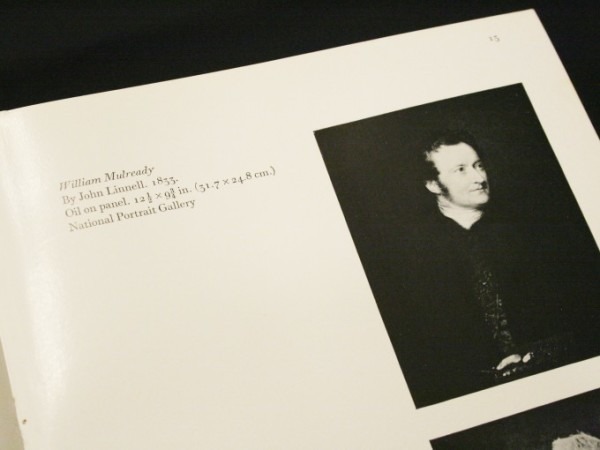 15
William Mulready
By John Linnell. 1833.
Oil on panel. 12½ × 9¾ in. (31.7 × 24.8 cm.)
National Portrait Gallery